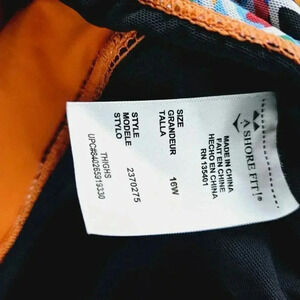 A SHORE FIT!®
MADE IN CHINA
FAIT EN CHINE
HECHO EN CHINA
RN 135401
SIZE
GRANDEUR 16W
TALLA
STYLE
MODELE 2370275
STYLO
THIGHS
UPC#840265919330